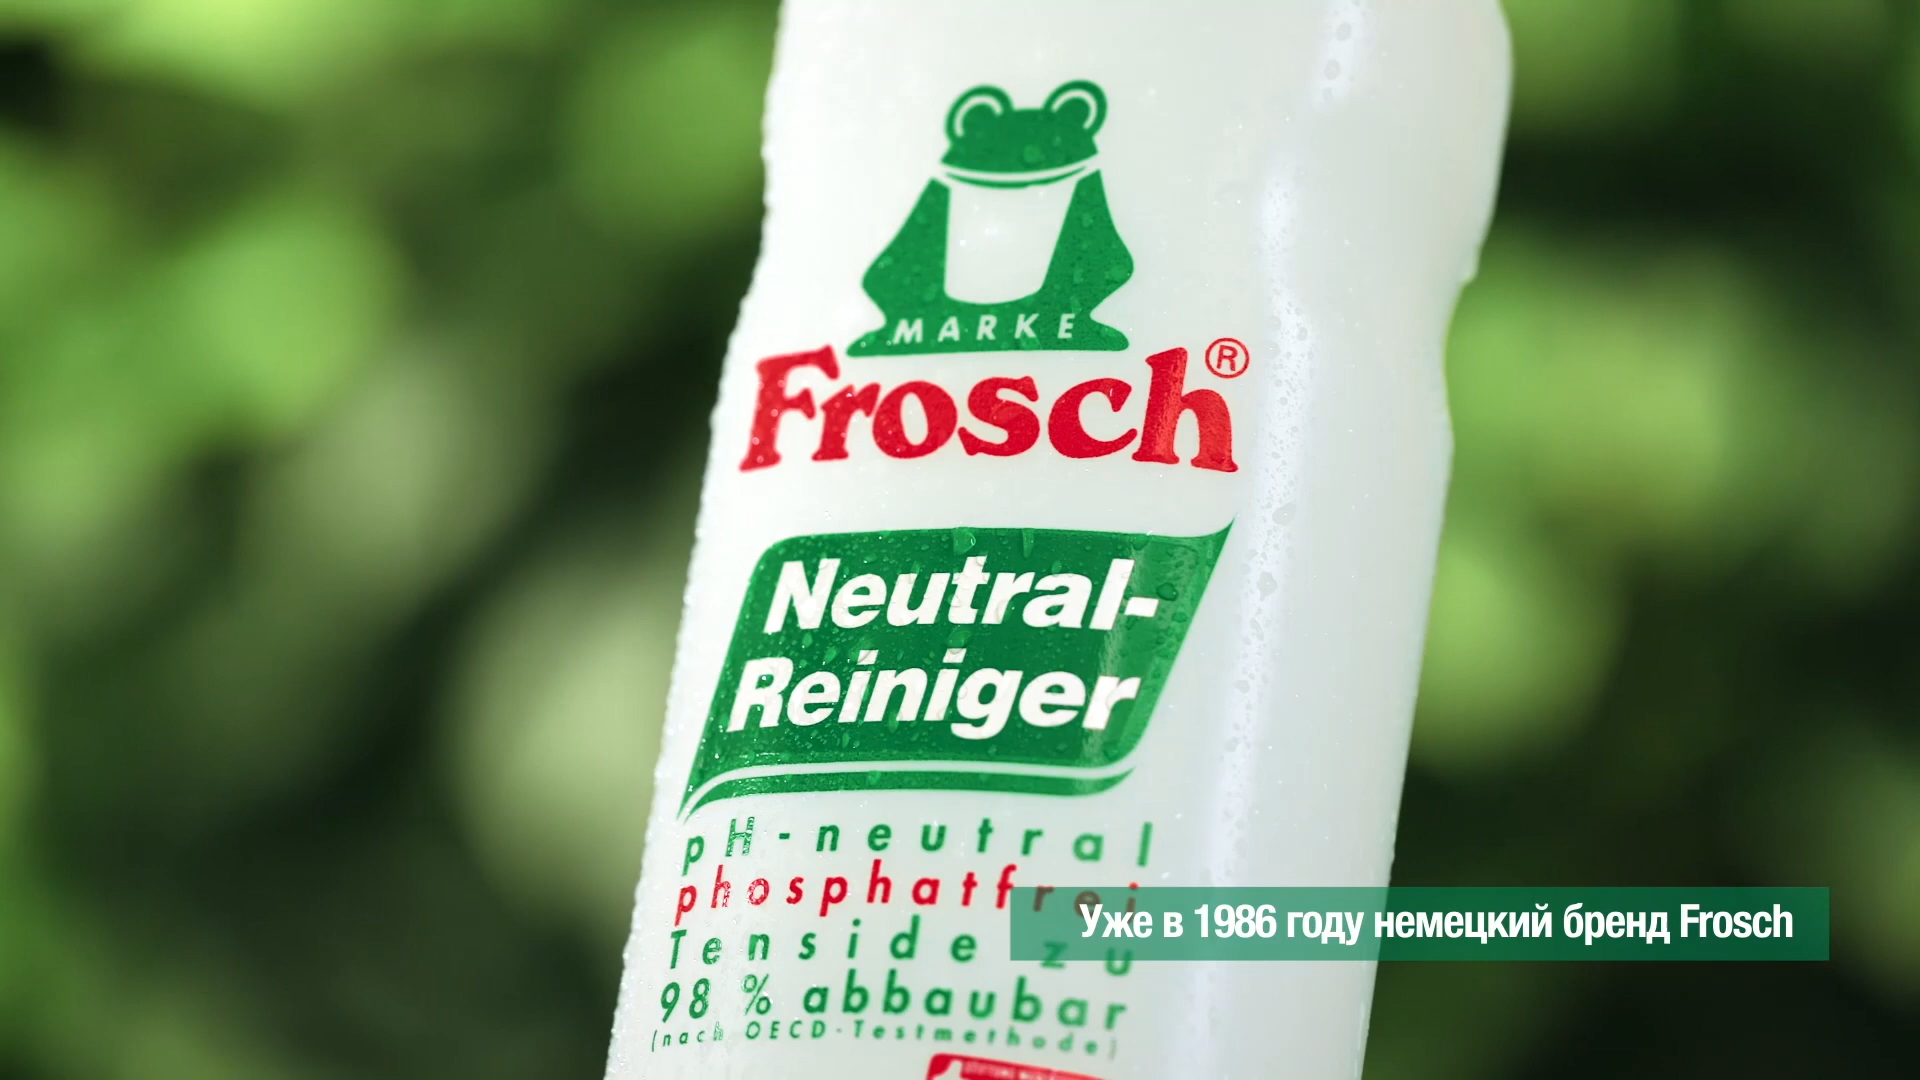 MARKE
Frosch®
Neutral-
Reiniger
pH-neutral
phosphatfrei
Tenside zu
98 % abbaubar
(nach OECD-Testmethode)
Уже в 1986 году немецкий бренд Frosch